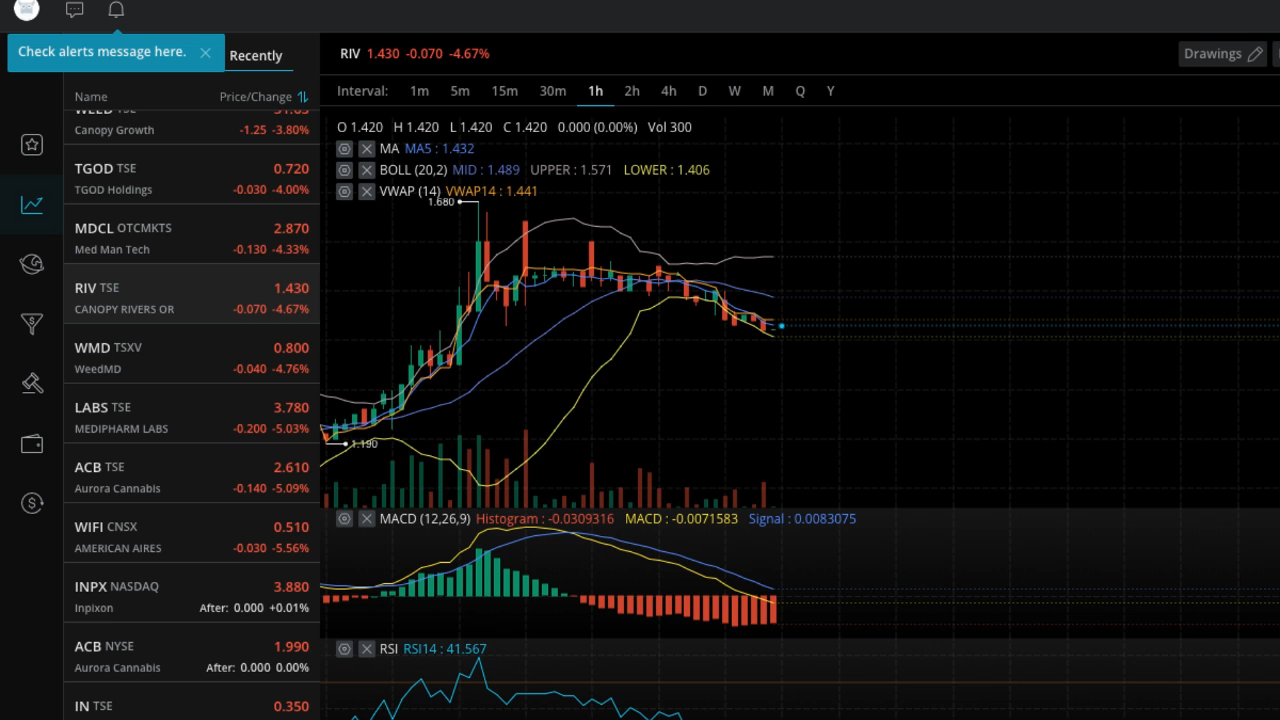 Check alerts message here.
Recently
Name Price/Change
WEED TSE 31.65
Canopy Growth -1.25 -3.80%
TGOD TSE 0.720
TGOD Holdings -0.030 -4.00%
MDCL OTCMKTS 2.870
Med Man Tech -0.130 -4.33%
RIV TSE 1.430
CANOPY RIVERS OR -0.070 -4.67%
WMD TSXV 0.800
WeedMD -0.040 -4.76%
LABS TSE 3.780
MEDIPHARM LABS -0.200 -5.03%
ACB TSE 2.610
Aurora Cannabis -0.140 -5.09%
WIFI CNSX 0.510
AMERICAN AIRES -0.030 -5.56%
INPX NASDAQ 3.880
Inpixon After: 0.000 +0.01%
ACB NYSE 1.990
Aurora Cannabis After: 0.000 0.00%
IN TSE 0.350
RIV 1.430 -0.070 -4.67%
Drawings
Interval: 1m 5m 15m 30m 1h 2h 4h D W M Q Y
O 1.420 H 1.420 L 1.420 C 1.420 0.000 (0.00%) Vol 300
MA MA5 : 1.432
BOLL (20,2) MID : 1.489 UPPER : 1.571 LOWER : 1.406
VWAP (14) VWAP14 : 1.441
1.680
1.190
MACD (12,26,9) Histogram : -0.0309316 MACD : -0.0071583 Signal : 0.0083075
RSI RSI14 : 41.567